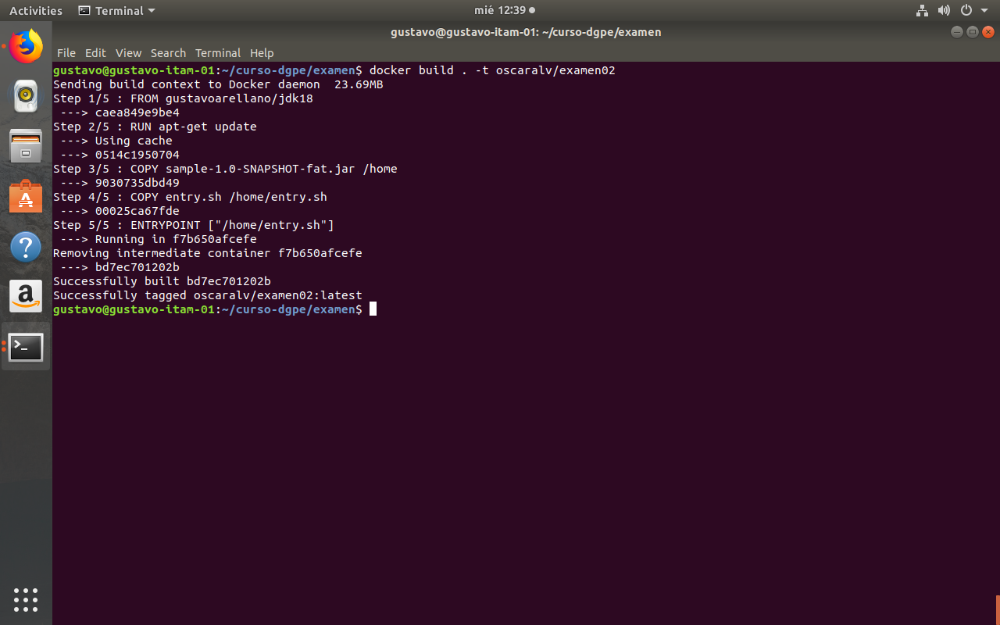 Activities Terminal mié 12:39
gustavo@gustavo-itam-01: ~/curso-dgpe/examen
File Edit View Search Terminal Help
gustavo@gustavo-itam-01:~/curso-dgpe/examen$ docker build . -t oscaralv/examen02
Sending build context to Docker daemon  23.69MB
Step 1/5 : FROM gustavoarellano/jdk18
 ---> caea849e9be4
Step 2/5 : RUN apt-get update
 ---> Using cache
 ---> 0514c1950704
Step 3/5 : COPY sample-1.0-SNAPSHOT-fat.jar /home
 ---> 9030735dbd49
Step 4/5 : COPY entry.sh /home/entry.sh
 ---> 00025ca67fde
Step 5/5 : ENTRYPOINT ["/home/entry.sh"]
 ---> Running in f7b650afcefe
Removing intermediate container f7b650afcefe
 ---> bd7ec701202b
Successfully built bd7ec701202b
Successfully tagged oscaralv/examen02:latest
gustavo@gustavo-itam-01:~/curso-dgpe/examen$